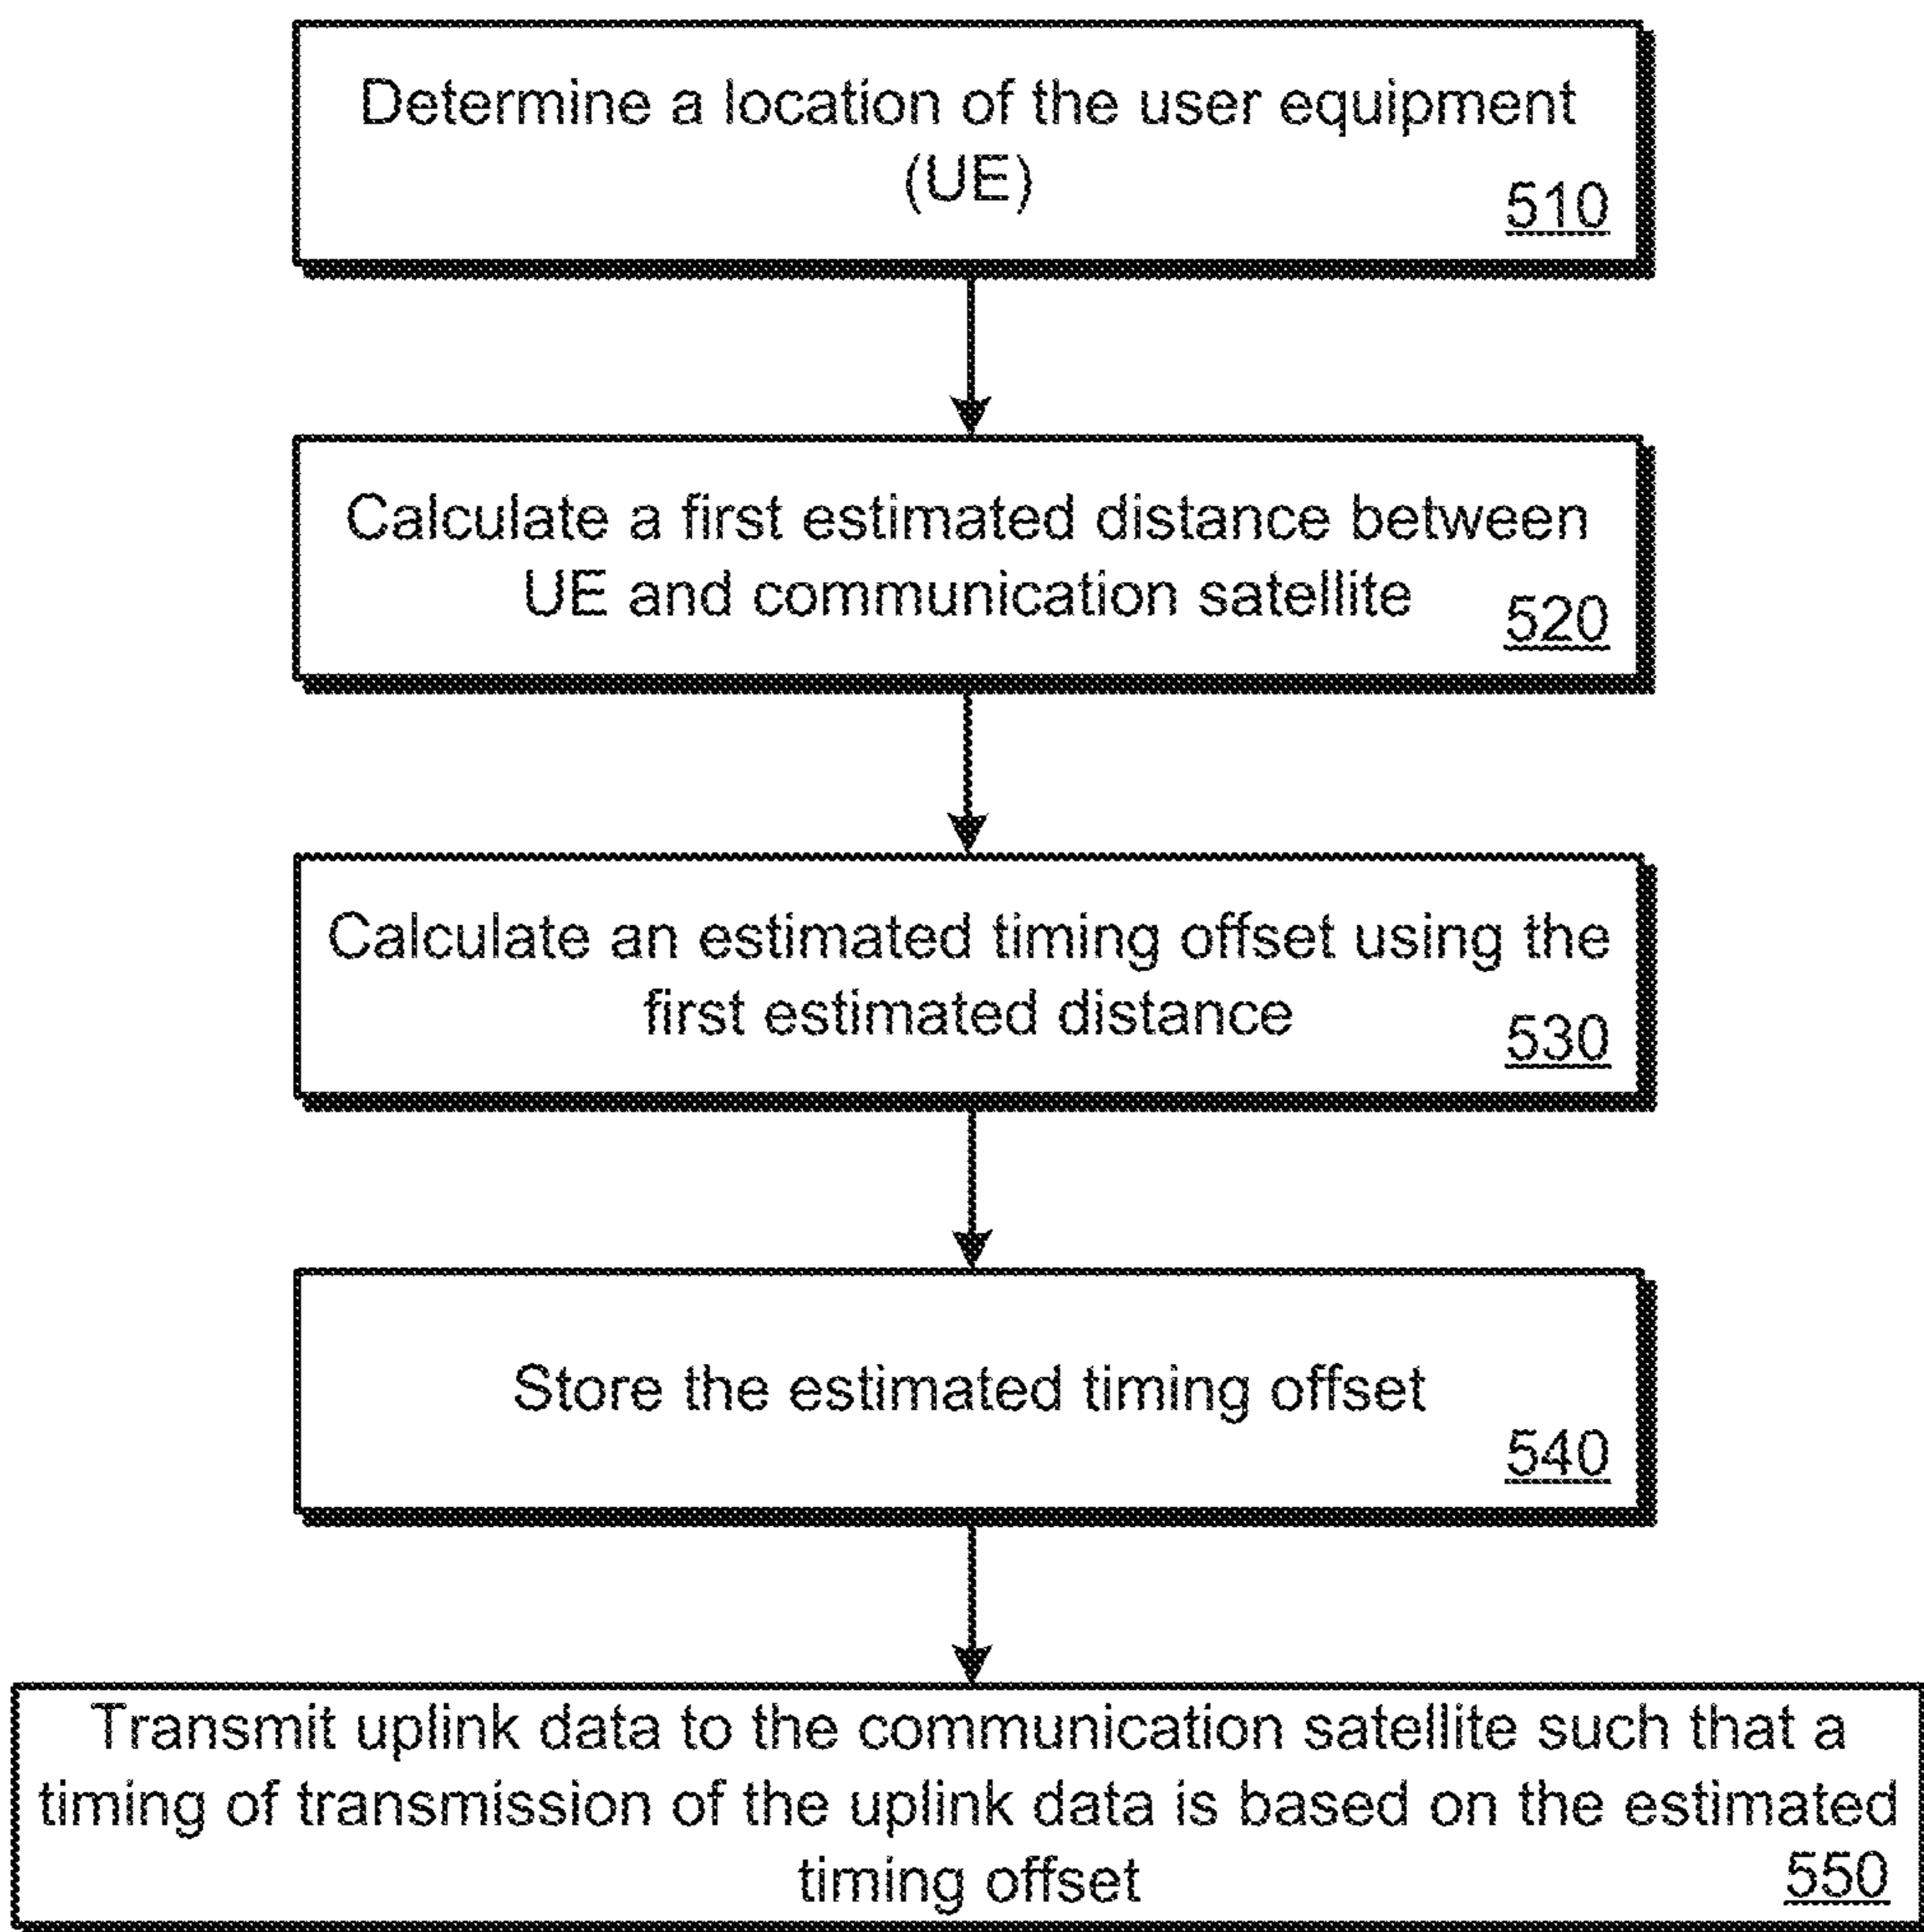 Determine a location of the user equipment
(UE)
510
Calculate a first estimated distance between
UE and communication satellite
520
Calculate an estimated timing offset using the
first estimated distance
530
Store the estimated timing offset
540
Transmit uplink data to the communication satellite such that a
timing of transmission of the uplink data is based on the estimated
timing offset
550